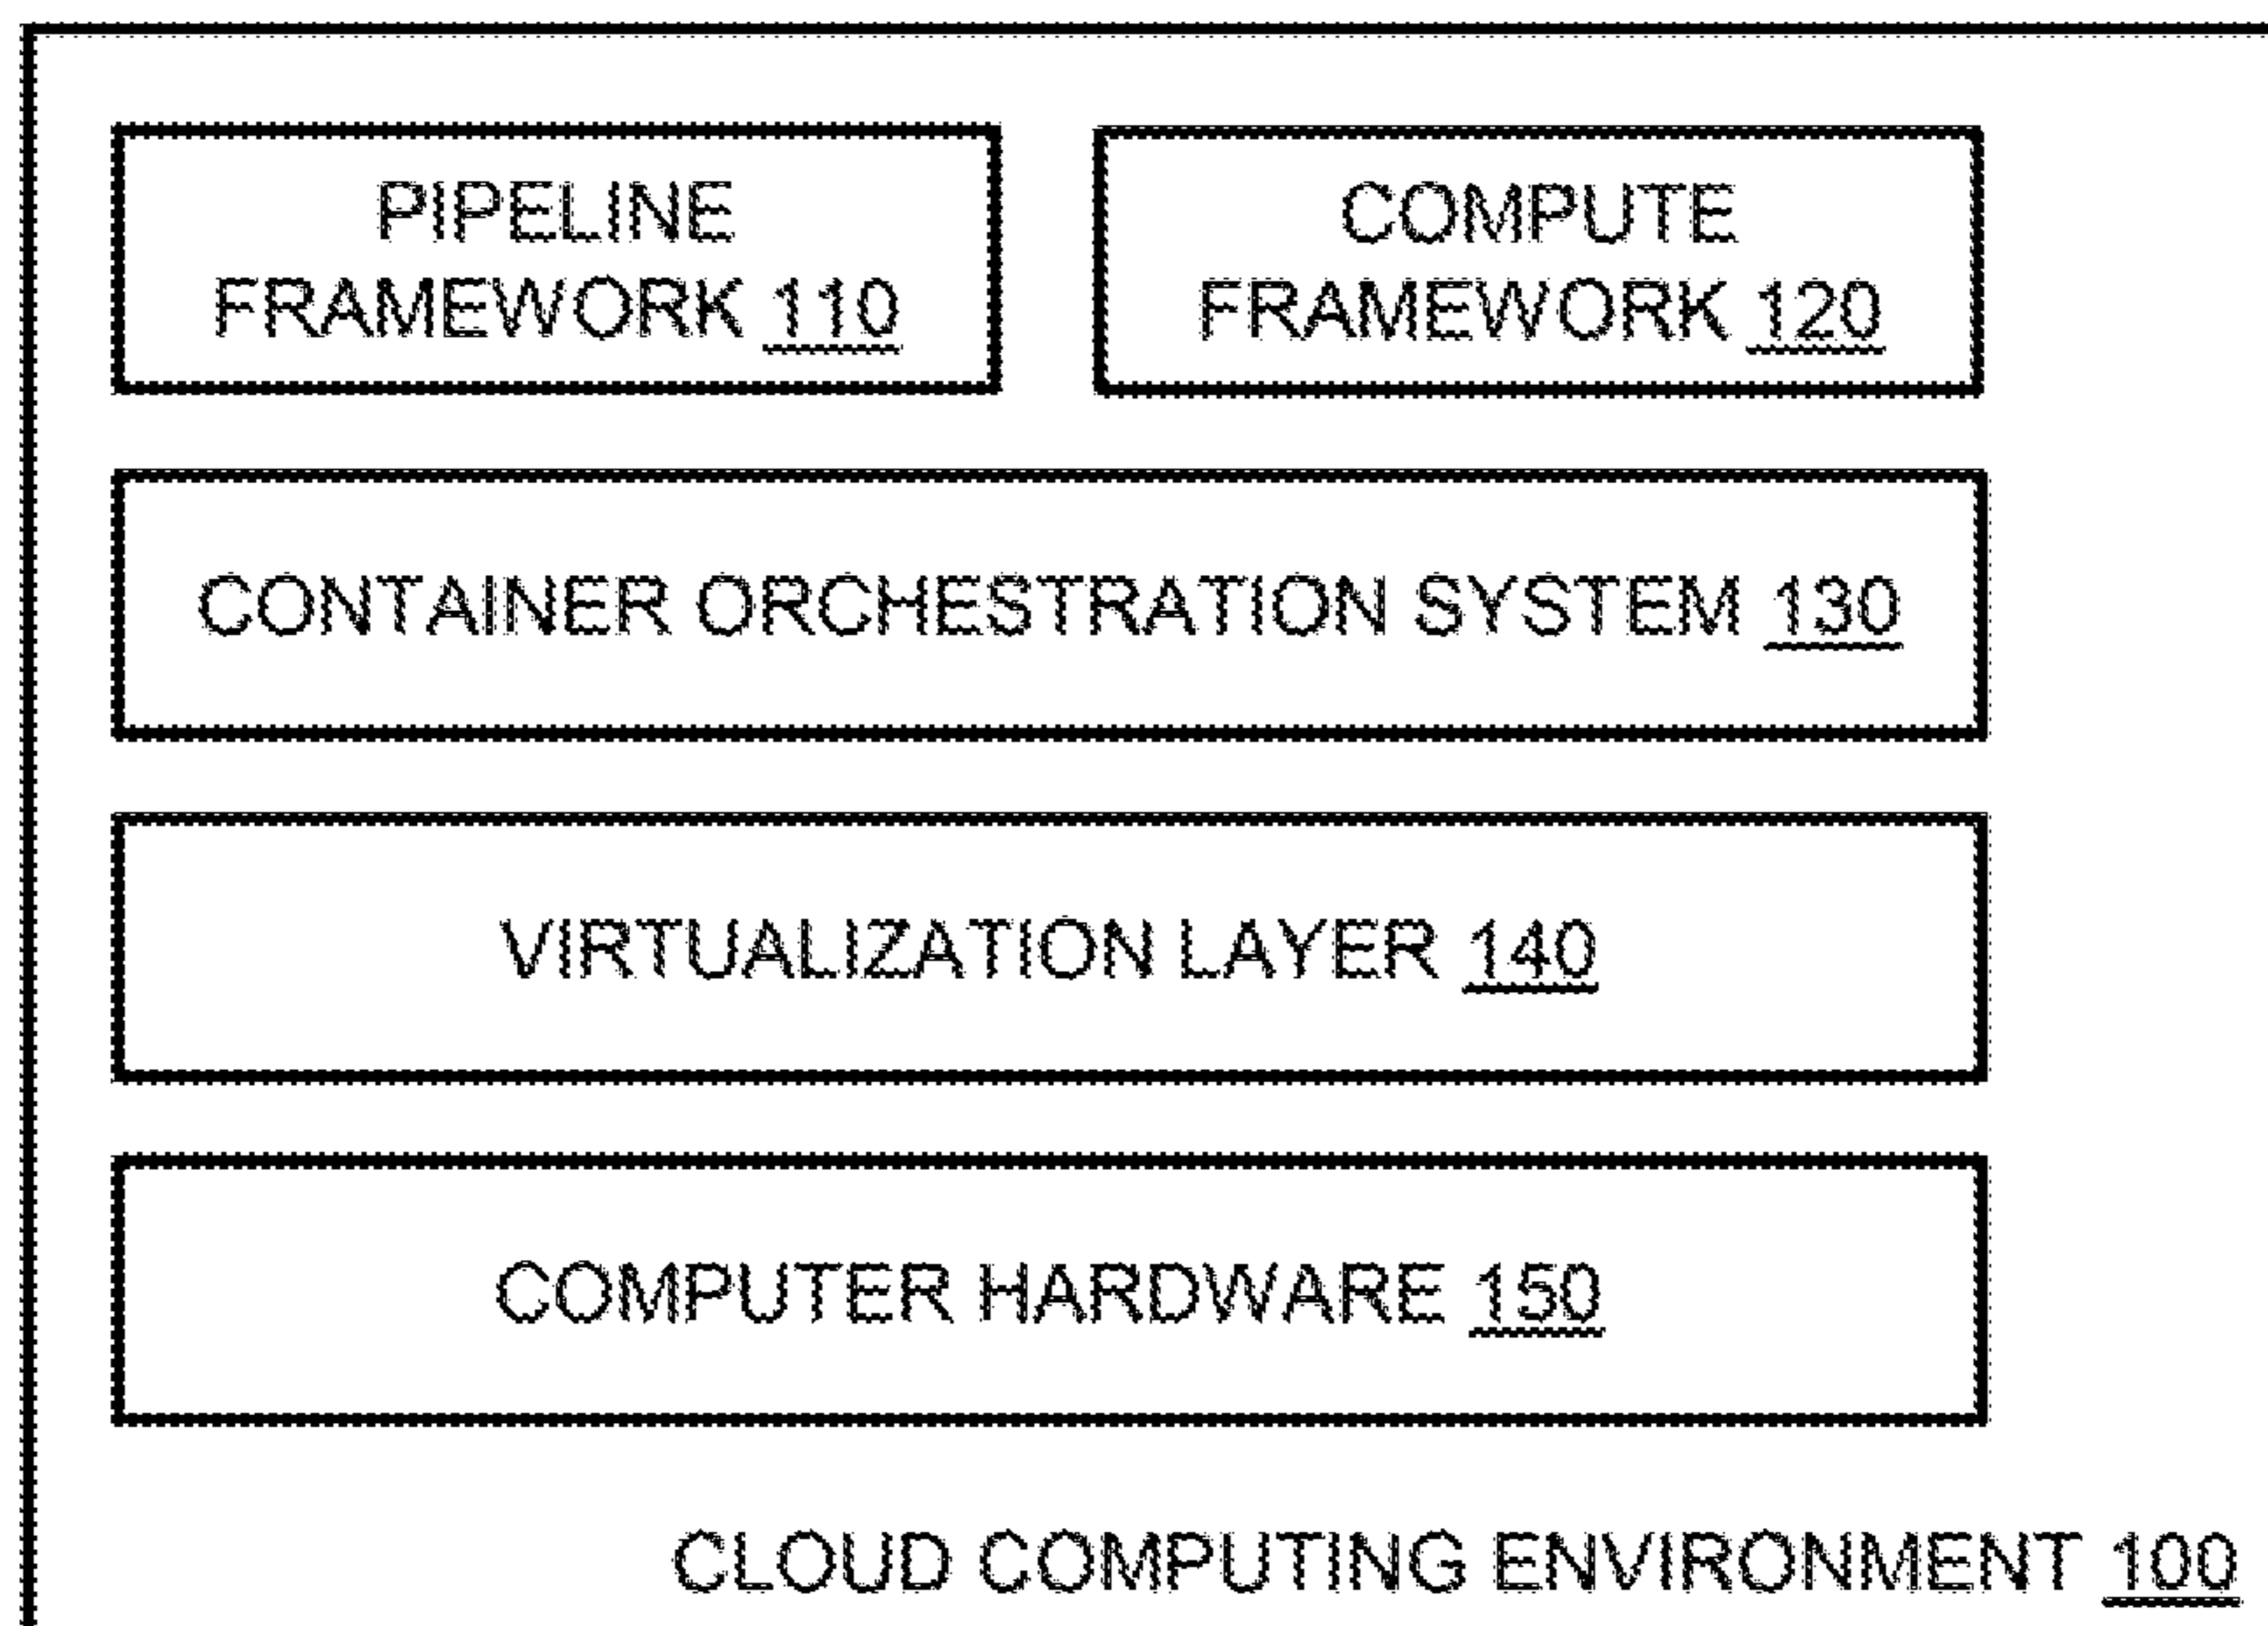 PIPELINE
FRAMEWORK 110
COMPUTE
FRAMEWORK 120
CONTAINER ORCHESTRATION SYSTEM 130
VIRTUALIZATION LAYER 140
COMPUTER HARDWARE 150
CLOUD COMPUTING ENVIRONMENT 100